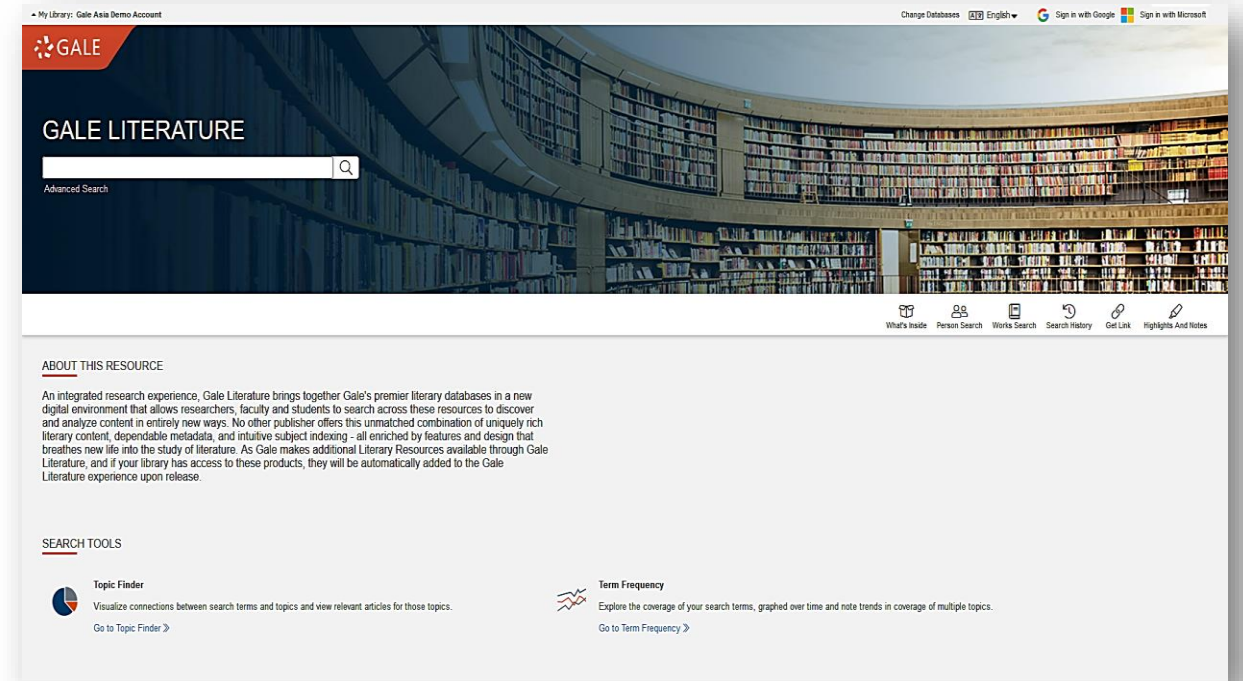 My Library: Gale Asia Demo Account
Change Databases
English
Sign in with Google
Sign in with Microsoft
GALE
GALE LITERATURE
Advanced Search
What's Inside
Person Search
Works Search
Search History
Get Link
Highlights And Notes
ABOUT THIS RESOURCE
An integrated research experience, Gale Literature brings together Gale's premier literary databases in a new
digital environment that allows researchers, faculty and students to search across these resources to discover
and analyze content in entirely new ways. No other publisher offers this unmatched combination of uniquely rich
literary content, dependable metadata, and intuitive subject indexing - all enriched by features and design that
breathes new life into the study of literature. As Gale makes additional Literary Resources available through Gale
Literature, and if your library has access to these products, they will be automatically added to the Gale
Literature experience upon release.
SEARCH TOOLS
Topic Finder
Visualize connections between search terms and topics and view relevant articles for those topics.
Go to Topic Finder »
Term Frequency
Explore the coverage of your search terms, graphed over time and note trends in coverage of multiple topics.
Go to Term Frequency »